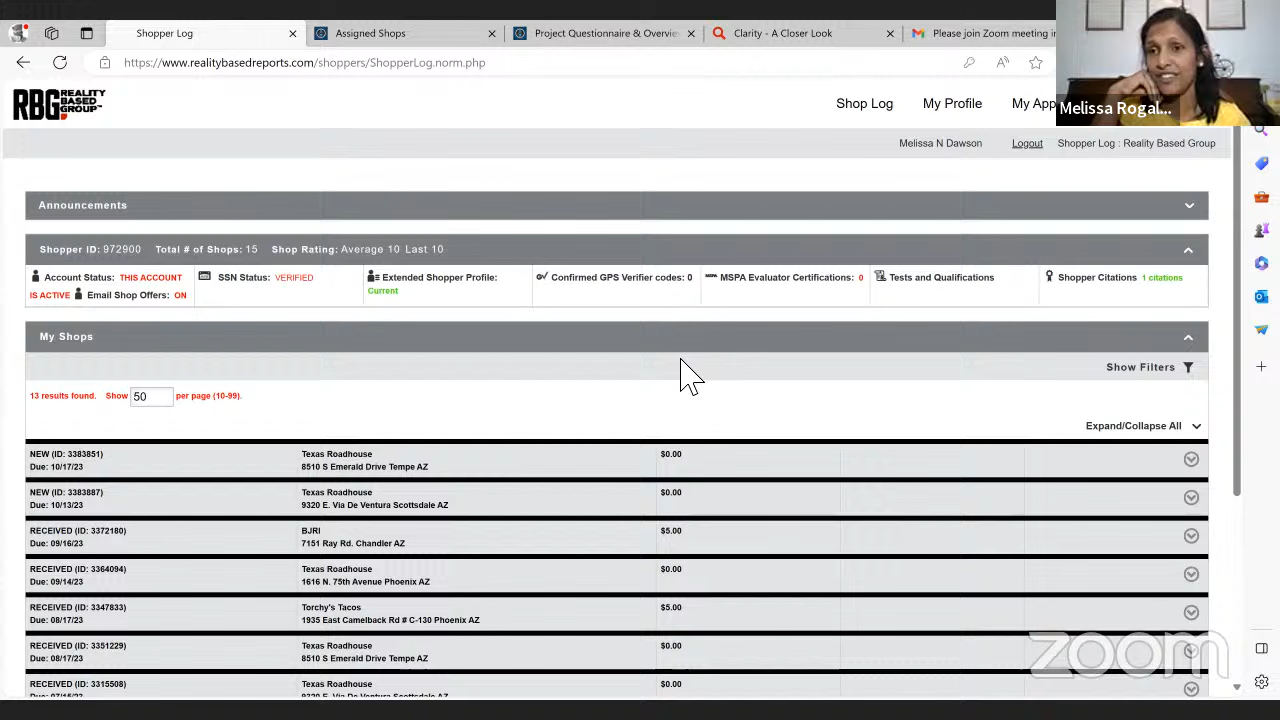 Shopper Log
Assigned Shops
Project Questionnaire & Overvie
Clarity - A Closer Look
Please join Zoom meeting in
https://www.realitybasedreports.com/shoppers/ShopperLog.norm.php
RBG REALITY BASED GROUP
Shop Log
My Profile
My App
Melissa Rogal...
Melissa N Dawson
Logout
Shopper Log : Reality Based Group
Announcements
Shopper ID: 972900 Total # of Shops: 15 Shop Rating: Average 10 Last 10
Account Status: THIS ACCOUNT
IS ACTIVE Email Shop Offers: ON
SSN Status: VERIFIED
Extended Shopper Profile:
Current
Confirmed GPS Verifier codes: 0
MSPA Evaluator Certifications: 0
Tests and Qualifications
Shopper Citations 1 citations
My Shops
Show Filters
13 results found. Show 50 per page (10-99).
Expand/Collapse All
NEW (ID: 3383851) Texas Roadhouse $0.00
Due: 10/17/23 8510 S Emerald Drive Tempe AZ
NEW (ID: 3383887) Texas Roadhouse $0.00
Due: 10/13/23 9320 E. Via De Ventura Scottsdale AZ
RECEIVED (ID: 3372180) BJRI $5.00
Due: 09/16/23 7151 Ray Rd. Chandler AZ
RECEIVED (ID: 3364094) Texas Roadhouse $0.00
Due: 09/14/23 1616 N. 75th Avenue Phoenix AZ
RECEIVED (ID: 3347833) Torchy's Tacos $5.00
Due: 08/17/23 1935 East Camelback Rd # C-130 Phoenix AZ
RECEIVED (ID: 3351229) Texas Roadhouse $0.00
Due: 08/17/23 8510 S Emerald Drive Tempe AZ
RECEIVED (ID: 3315508) Texas Roadhouse $0.00
Due: 07/15/23 9320 E. Via De Ventura Scottsdale AZ
zoom